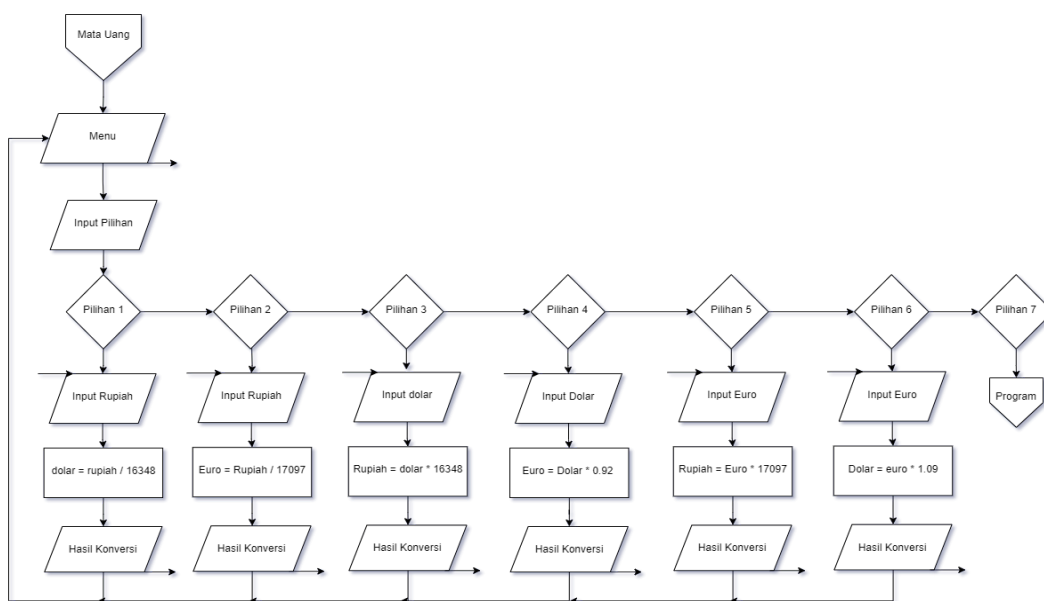 Mata Uang
Menu
Input Pilihan
Pilihan 1
Pilihan 2
Pilihan 3
Pilihan 4
Pilihan 5
Pilihan 6
Pilihan 7
Input Rupiah
Input Rupiah
Input dolar
Input Dolar
Input Euro
Input Euro
Program
dolar = rupiah / 16348
Euro = Rupiah / 17097
Rupiah = dolar * 16348
Euro = Dolar * 0.92
Rupiah = Euro * 17097
Dolar = euro * 1.09
Hasil Konversi
Hasil Konversi
Hasil Konversi
Hasil Konversi
Hasil Konversi
Hasil Konversi